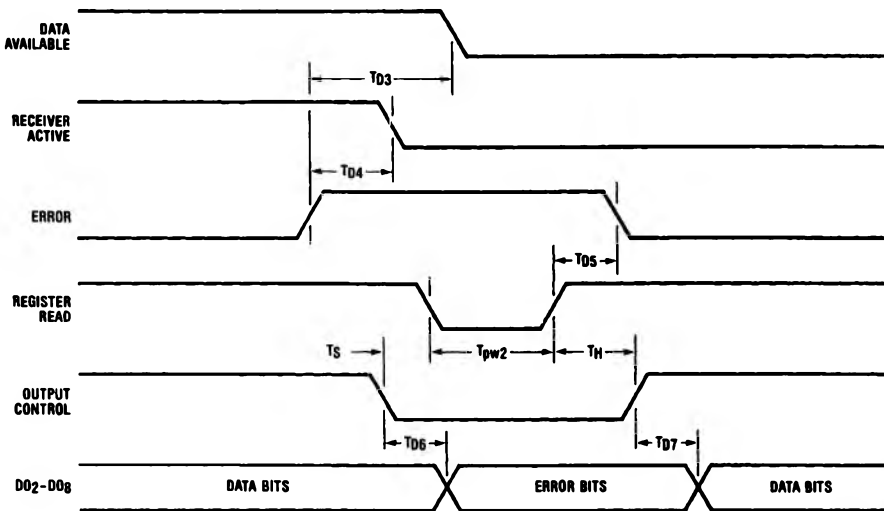 DATA
AVAILABLE
TD3
RECEIVER
ACTIVE
TD4
ERROR
TD5
REGISTER
READ
TS
Tpw2
TH
OUTPUT
CONTROL
TD6
TD7
DO2-DO8
DATA BITS
ERROR BITS
DATA BITS